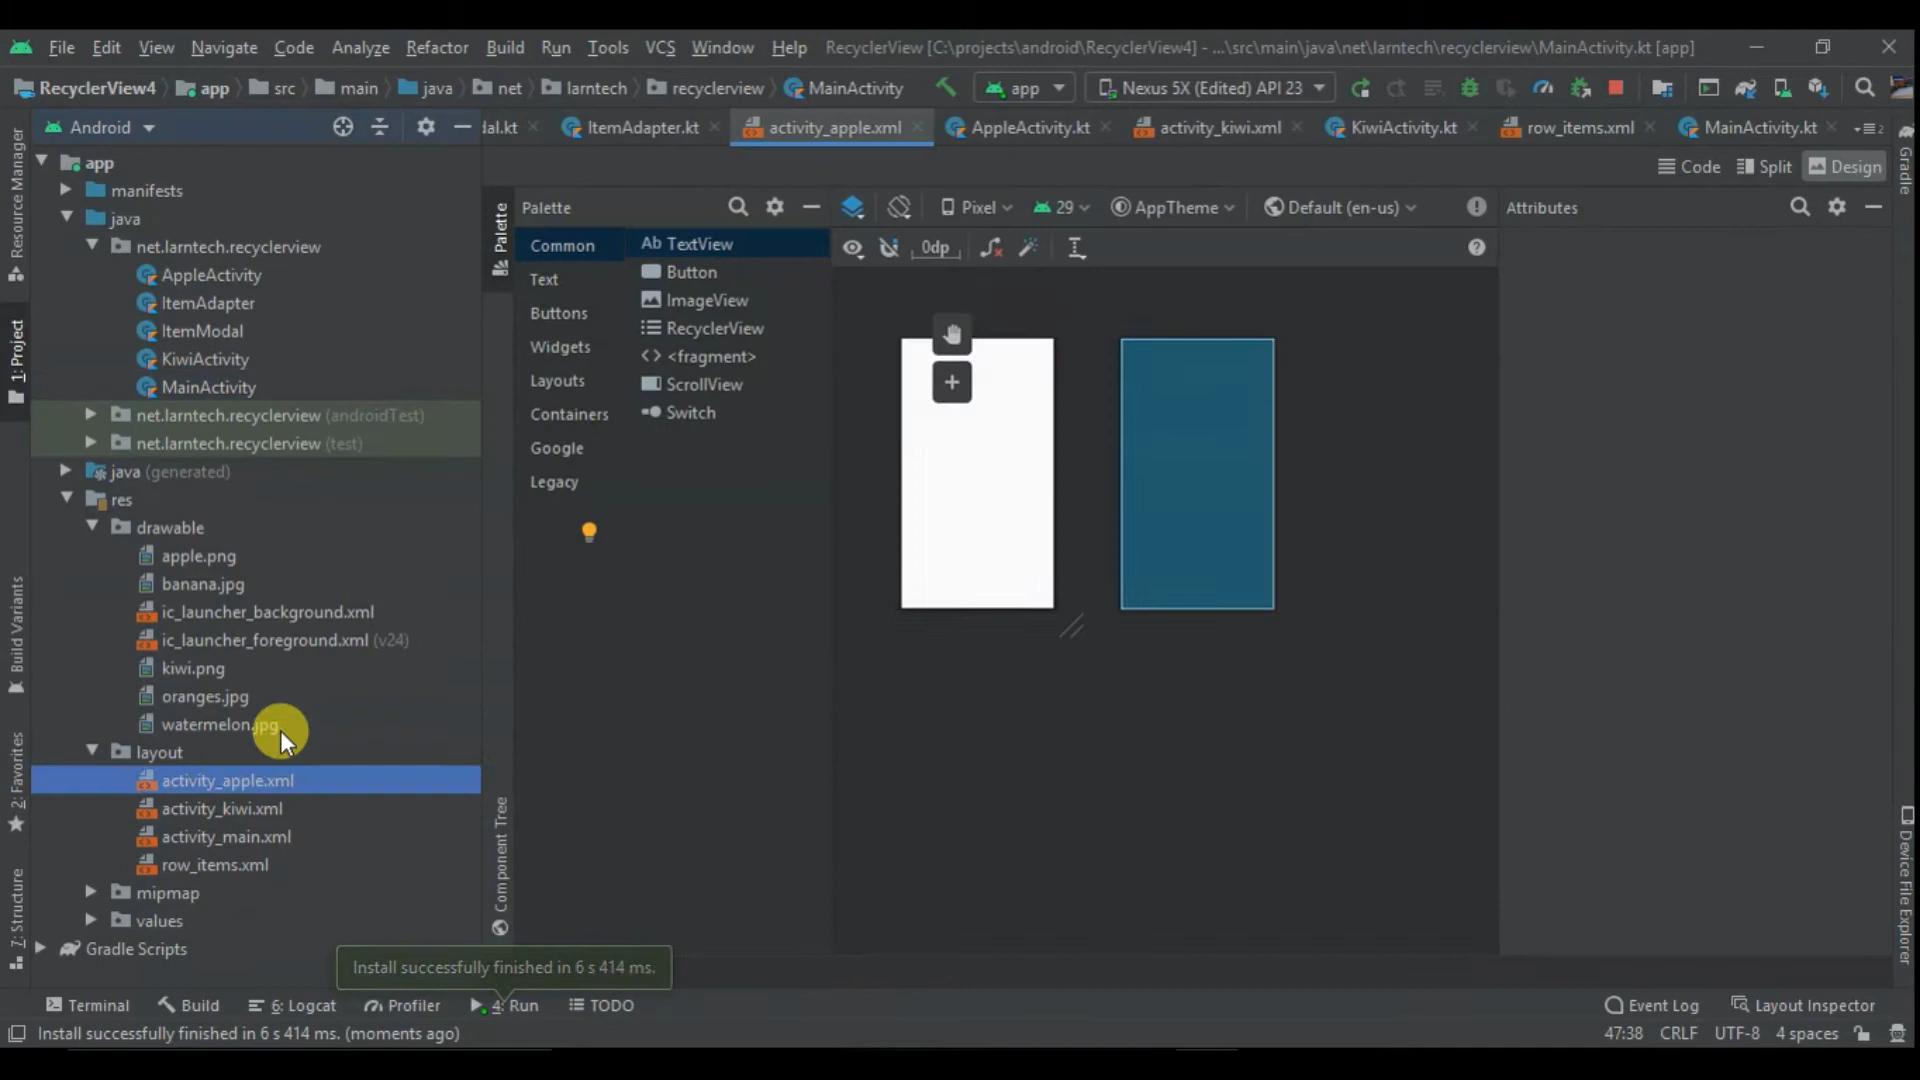 File Edit View Navigate Code Analyze Refactor Build Run Tools VCS Window Help RecyclerView [C:\projects\android\RecyclerView4] - ...\src\main\java\net\larntech\recyclerview\MainActivity.kt [app]
RecyclerView4 app src main java net larntech recyclerview MainActivity app Nexus 5X (Edited) API 23
Android dal.kt ItemAdapter.kt activity_apple.xml AppleActivity.kt activity_kiwi.xml KiwiActivity.kt row_items.xml MainActivity.kt 2
Code Split Design
Palette Pixel 29 AppTheme Default (en-us) Attributes
0dp
app
manifests
java
net.larntech.recyclerview
AppleActivity
ItemAdapter
ItemModal
KiwiActivity
MainActivity
net.larntech.recyclerview (androidTest)
net.larntech.recyclerview (test)
java (generated)
res
drawable
apple.png
banana.jpg
ic_launcher_background.xml
ic_launcher_foreground.xml (v24)
kiwi.png
oranges.jpg
watermelon.jpg
layout
activity_apple.xml
activity_kiwi.xml
activity_main.xml
row_items.xml
mipmap
values
Gradle Scripts
Common
Text
Buttons
Widgets
Layouts
Containers
Google
Legacy
Ab TextView
Button
ImageView
RecyclerView
<fragment>
ScrollView
Switch
Resource Manager
1: Project
Build Variants
2: Favorites
7: Structure
Palette
Component Tree
Gradle
Device File Explorer
Install successfully finished in 6 s 414 ms.
Terminal Build 6: Logcat Profiler 4: Run TODO Event Log Layout Inspector
Install successfully finished in 6 s 414 ms. (moments ago) 47:38 CRLF UTF-8 4 spaces